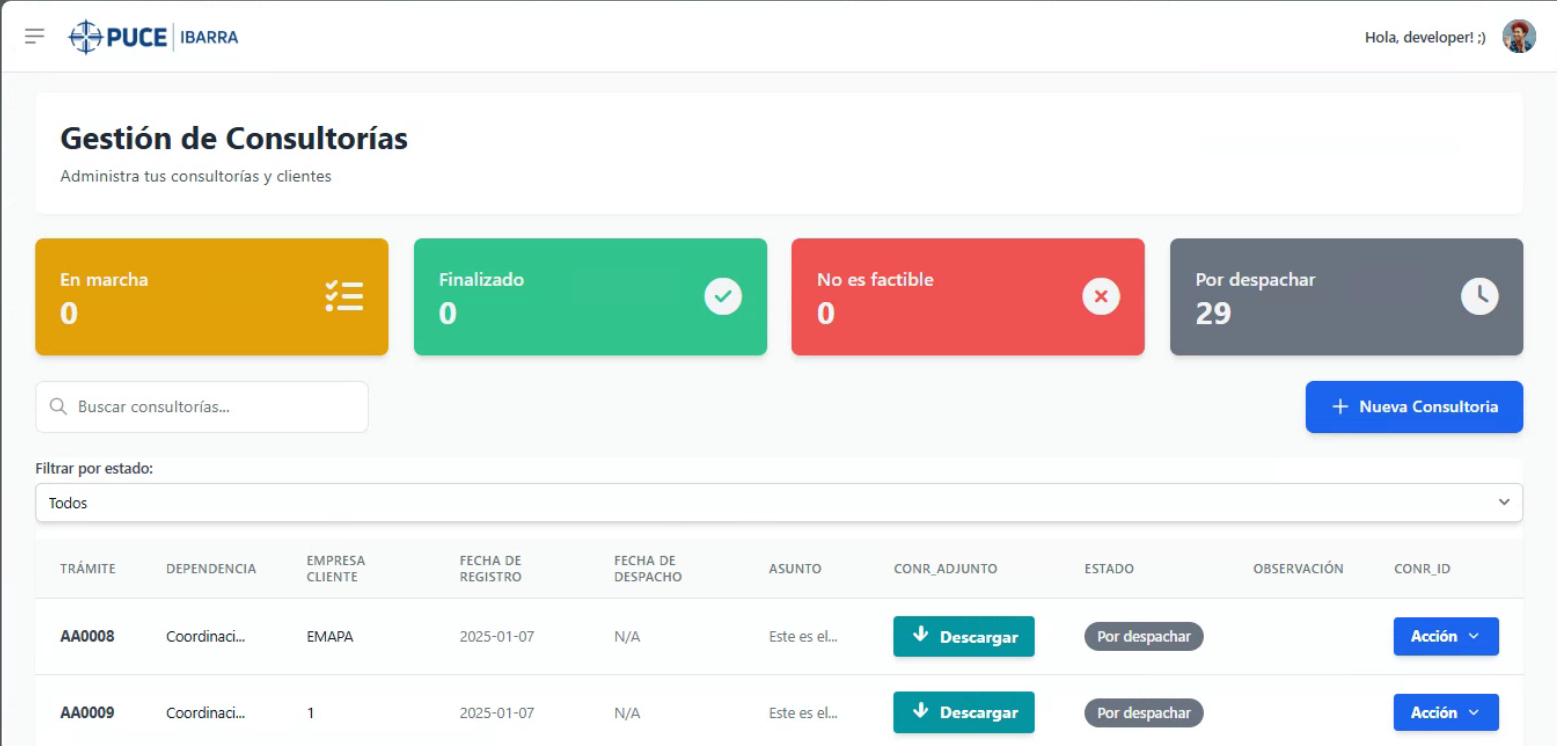 PUCE IBARRA
Hola, developer! ;)
Gestión de Consultorías
Administra tus consultorías y clientes
En marcha
0
Finalizado
0
No es factible
0
Por despachar
29
Buscar consultorías...
Nueva Consultoria
Filtrar por estado:
Todos
TRÁMITE DEPENDENCIA EMPRESA CLIENTE FECHA DE REGISTRO FECHA DE DESPACHO ASUNTO CONR_ADJUNTO ESTADO OBSERVACIÓN CONR_ID
AA0008 Coordinaci... EMAPA 2025-01-07 N/A Este es el... Descargar Por despachar Acción
AA0009 Coordinaci... 1 2025-01-07 N/A Este es el... Descargar Por despachar Acción